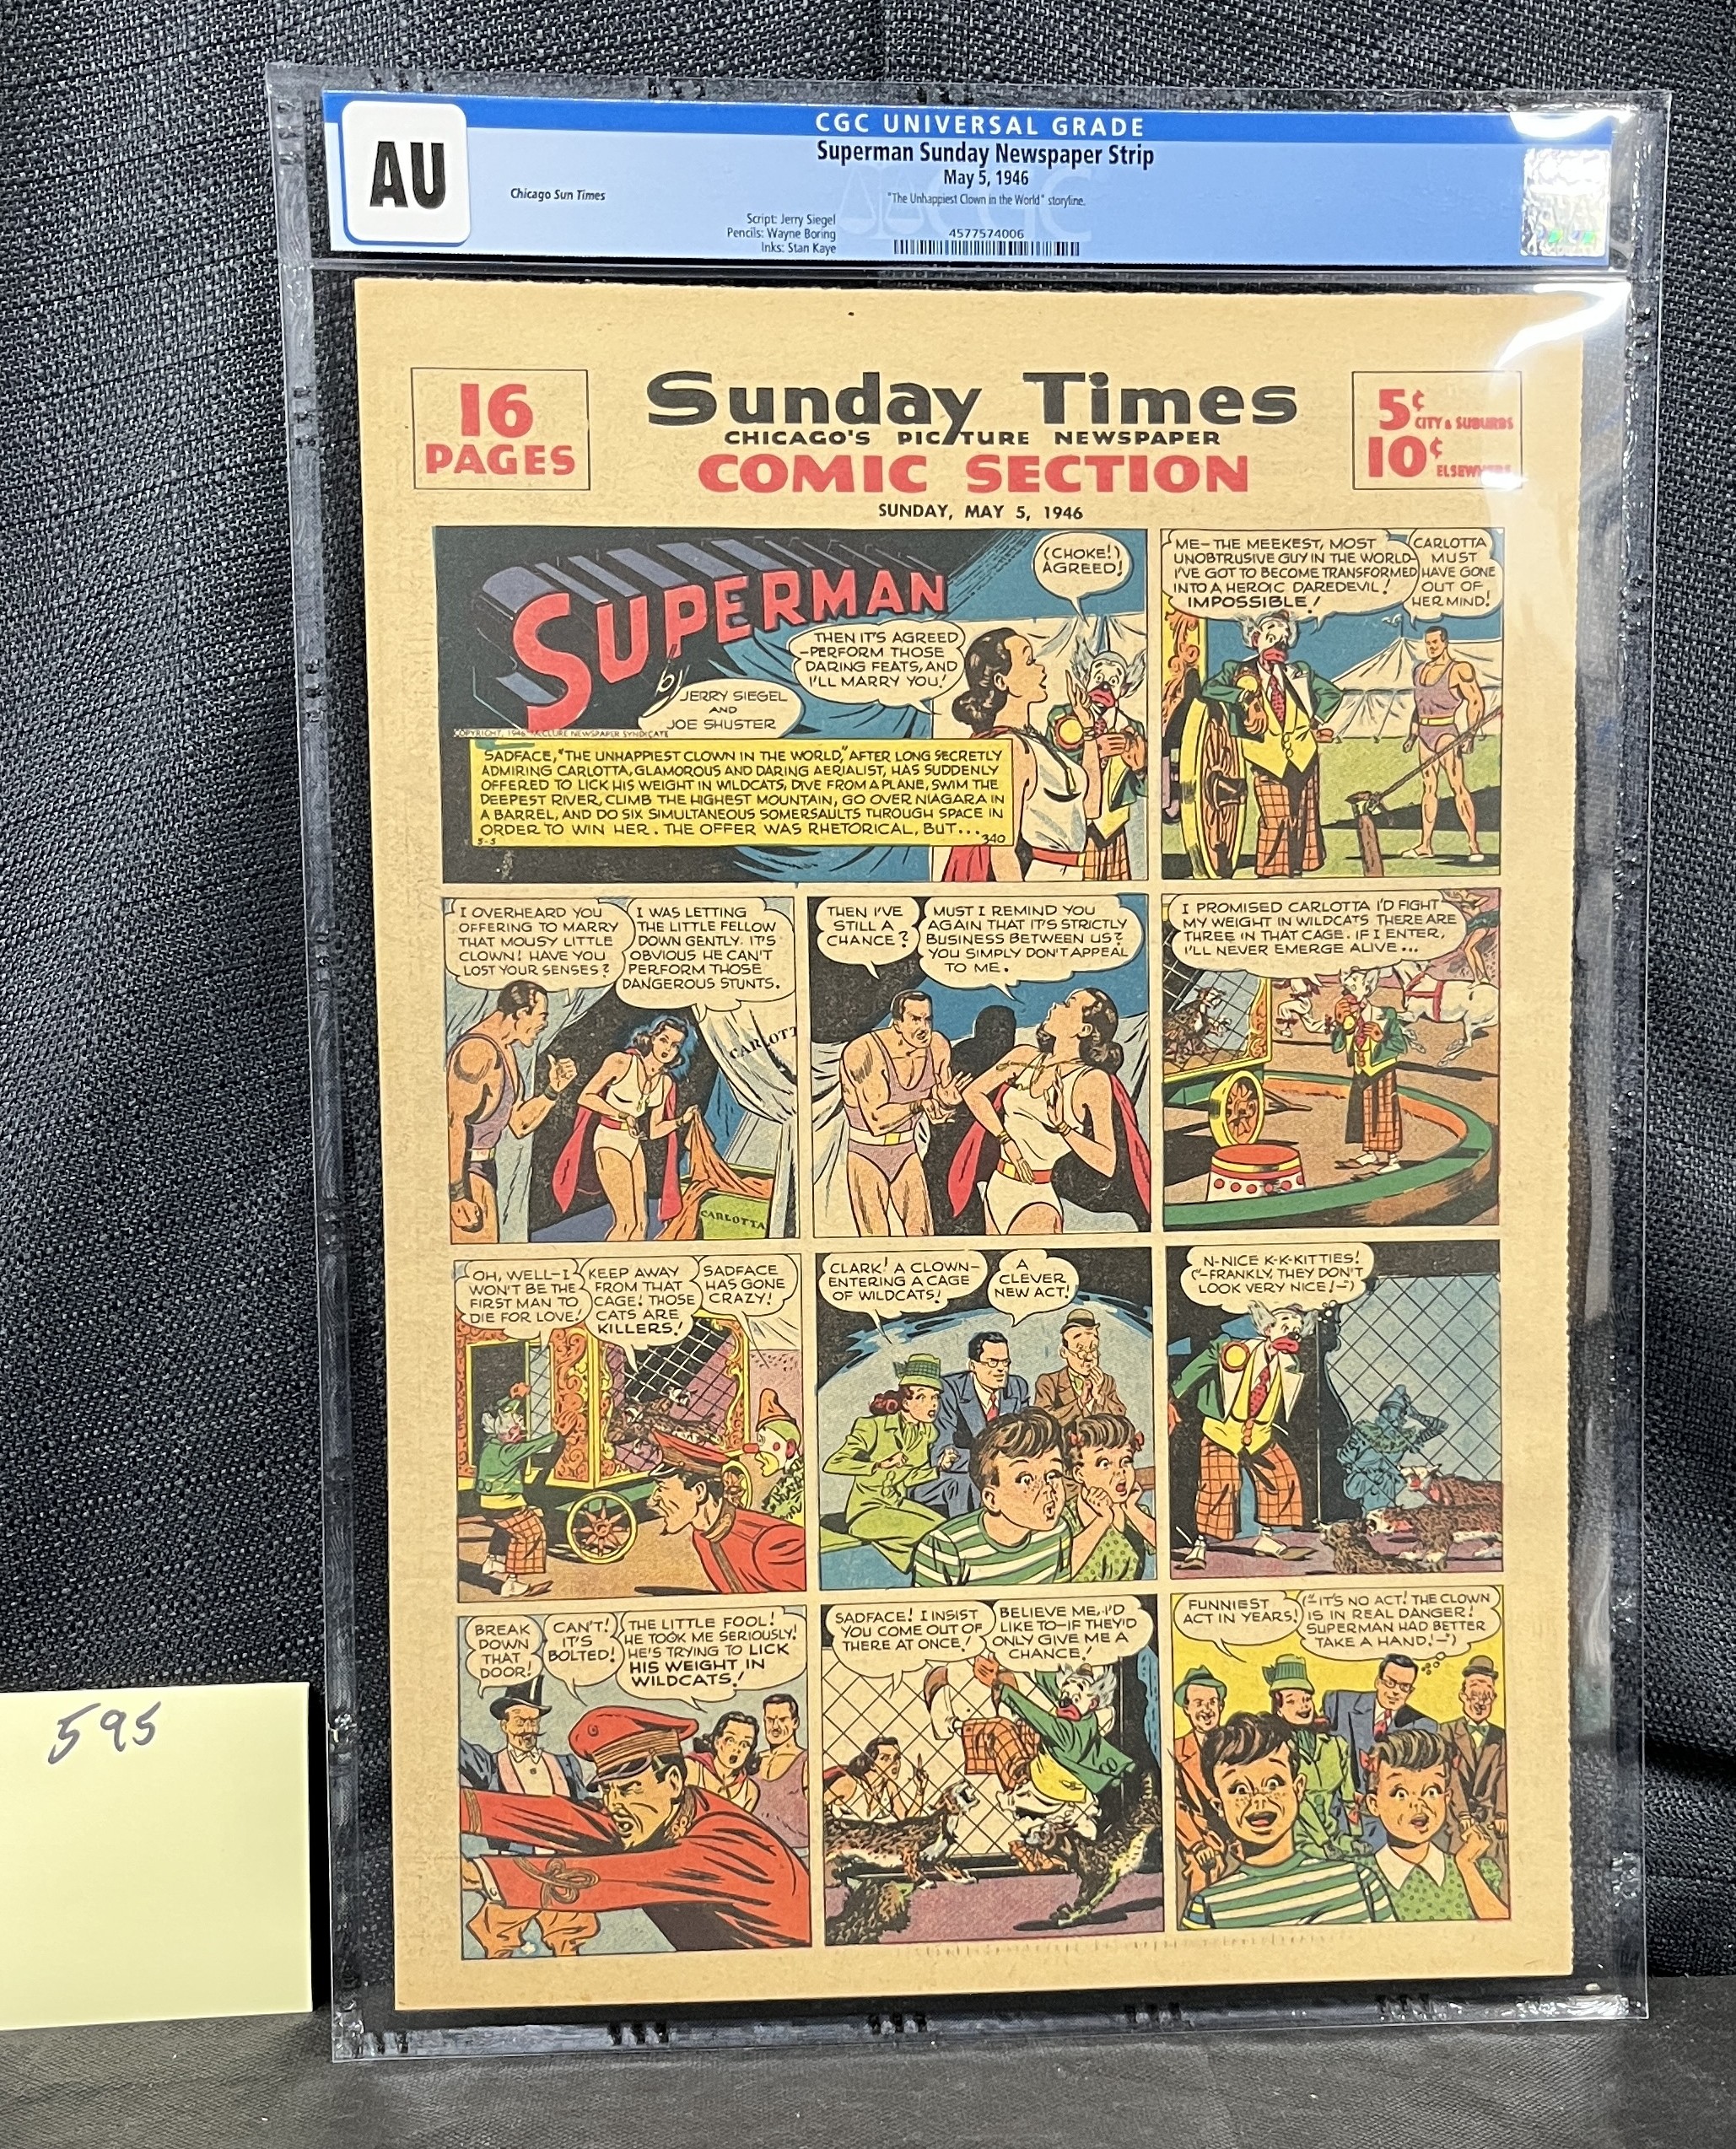 CGC UNIVERSAL GRADE
AU
Superman Sunday Newspaper Strip
May 5, 1946
Chicago Sun Times
"The Unhappiest Clown in the World" storyline.
Script: Jerry Siegel
Pencils: Wayne Boring
Inks: Stan Kaye
4577574006
16
PAGES
Sunday Times
CHICAGO'S PICTURE NEWSPAPER
COMIC SECTION
SUNDAY, MAY 5, 1946
5¢ CITY & SUBURBS
10¢ ELSEWHERE
SUPERMAN
by JERRY SIEGEL
AND
JOE SHUSTER
COPYRIGHT, 1946 McCLURE NEWSPAPER SYNDICATE
THEN IT'S AGREED
-PERFORM THOSE
DARING FEATS, AND
I'LL MARRY YOU!
(CHOKE!)
AGREED!
SADFACE, "THE UNHAPPIEST CLOWN IN THE WORLD," AFTER LONG SECRETLY
ADMIRING CARLOTTA, GLAMOROUS AND DARING AERIALIST, HAS SUDDENLY
OFFERED TO LICK HIS WEIGHT IN WILDCATS, DIVE FROM A PLANE, SWIM THE
DEEPEST RIVER, CLIMB THE HIGHEST MOUNTAIN, GO OVER NIAGARA IN
A BARREL, AND DO SIX SIMULTANEOUS SOMERSAULTS THROUGH SPACE IN
ORDER TO WIN HER. THE OFFER WAS RHETORICAL, BUT...
5-5
340
ME-THE MEEKEST, MOST
UNOBTRUSIVE GUY IN THE WORLD-
I'VE GOT TO BECOME TRANSFORMED
INTO A HEROIC DAREDEVIL!
IMPOSSIBLE!
CARLOTTA
MUST
HAVE GONE
OUT OF
HER MIND!
I OVERHEARD YOU
OFFERING TO MARRY
THAT MOUSY LITTLE
CLOWN! HAVE YOU
LOST YOUR SENSES?
I WAS LETTING
THE LITTLE FELLOW
DOWN GENTLY. IT'S
OBVIOUS HE CAN'T
PERFORM THOSE
DANGEROUS STUNTS.
CARLOTT
CARLOTTA
THEN I'VE
STILL A
CHANCE?
MUST I REMIND YOU
AGAIN THAT IT'S STRICTLY
BUSINESS BETWEEN US?
YOU SIMPLY DON'T APPEAL
TO ME.
I PROMISED CARLOTTA I'D FIGHT
MY WEIGHT IN WILDCATS. THERE ARE
THREE IN THAT CAGE. IF I ENTER,
I'LL NEVER EMERGE ALIVE...
OH, WELL-I
WON'T BE THE
FIRST MAN TO
DIE FOR LOVE!
KEEP AWAY
FROM THAT
CAGE! THOSE
CATS ARE
KILLERS!
SADFACE
HAS GONE
CRAZY!
CLARK! A CLOWN-
ENTERING A CAGE
OF WILDCATS!
A
CLEVER,
NEW ACT!
N-NICE K-K-KITTIES!
(-FRANKLY, THEY DON'T
LOOK VERY NICE!-)
BREAK
DOWN
THAT
DOOR!
CAN'T!
IT'S
BOLTED!
THE LITTLE FOOL!
HE TOOK ME SERIOUSLY!
HE'S TRYING TO LICK
HIS WEIGHT IN
WILDCATS!
SADFACE! I INSIST
YOU COME OUT OF
THERE AT ONCE!
BELIEVE ME, I'D
LIKE TO-IF THEY'D
ONLY GIVE ME A
CHANCE!
FUNNIEST
ACT IN YEARS!
(-IT'S NO ACT! THE CLOWN
IS IN REAL DANGER!
SUPERMAN HAD BETTER
TAKE A HAND!-)
595